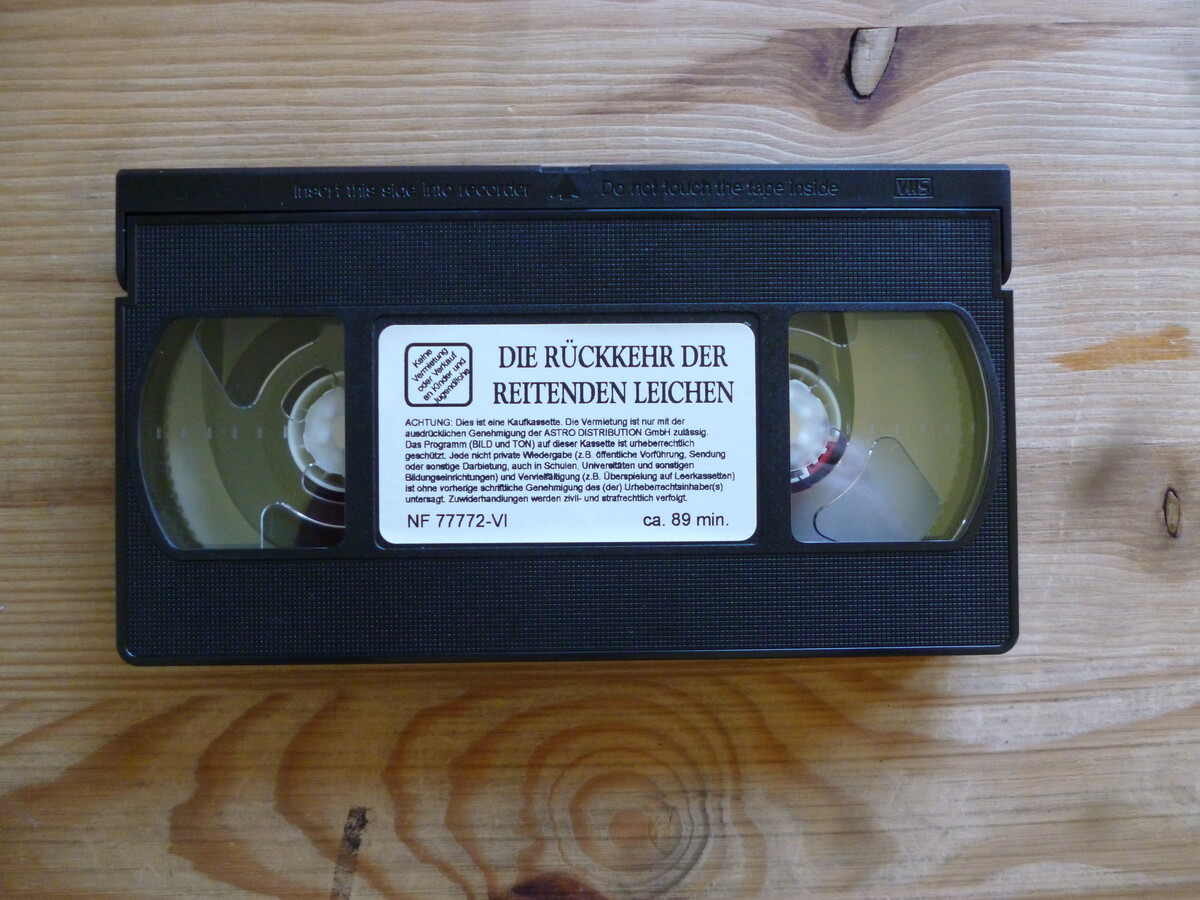 Insert this side into recorder Do not touch the tape inside VHS
Keine
Vermietung
oder Verkauf
an Kinder und
Jugendliche
DIE RÜCKKEHR DER
REITENDEN LEICHEN
ACHTUNG: Dies ist eine Kaufkassette. Die Vermietung ist nur mit der
ausdrücklichen Genehmigung der ASTRO DISTRIBUTION GmbH zulässig.
Das Programm (BILD und TON) auf dieser Kassette ist urheberrechtlich
geschützt. Jede nicht private Wiedergabe (z.B. öffentliche Vorführung, Sendung
oder sonstige Darbietung, auch in Schulen, Universitäten und sonstigen
Bildungseinrichtungen) und Vervielfältigung (z.B. Überspielung auf Leerkassetten)
ist ohne vorherige schriftliche Genehmigung des (der) Urheberrechtsinhaber(s)
untersagt. Zuwiderhandlungen werden zivil- und strafrechtlich verfolgt.
NF 77772-VI ca. 89 min.